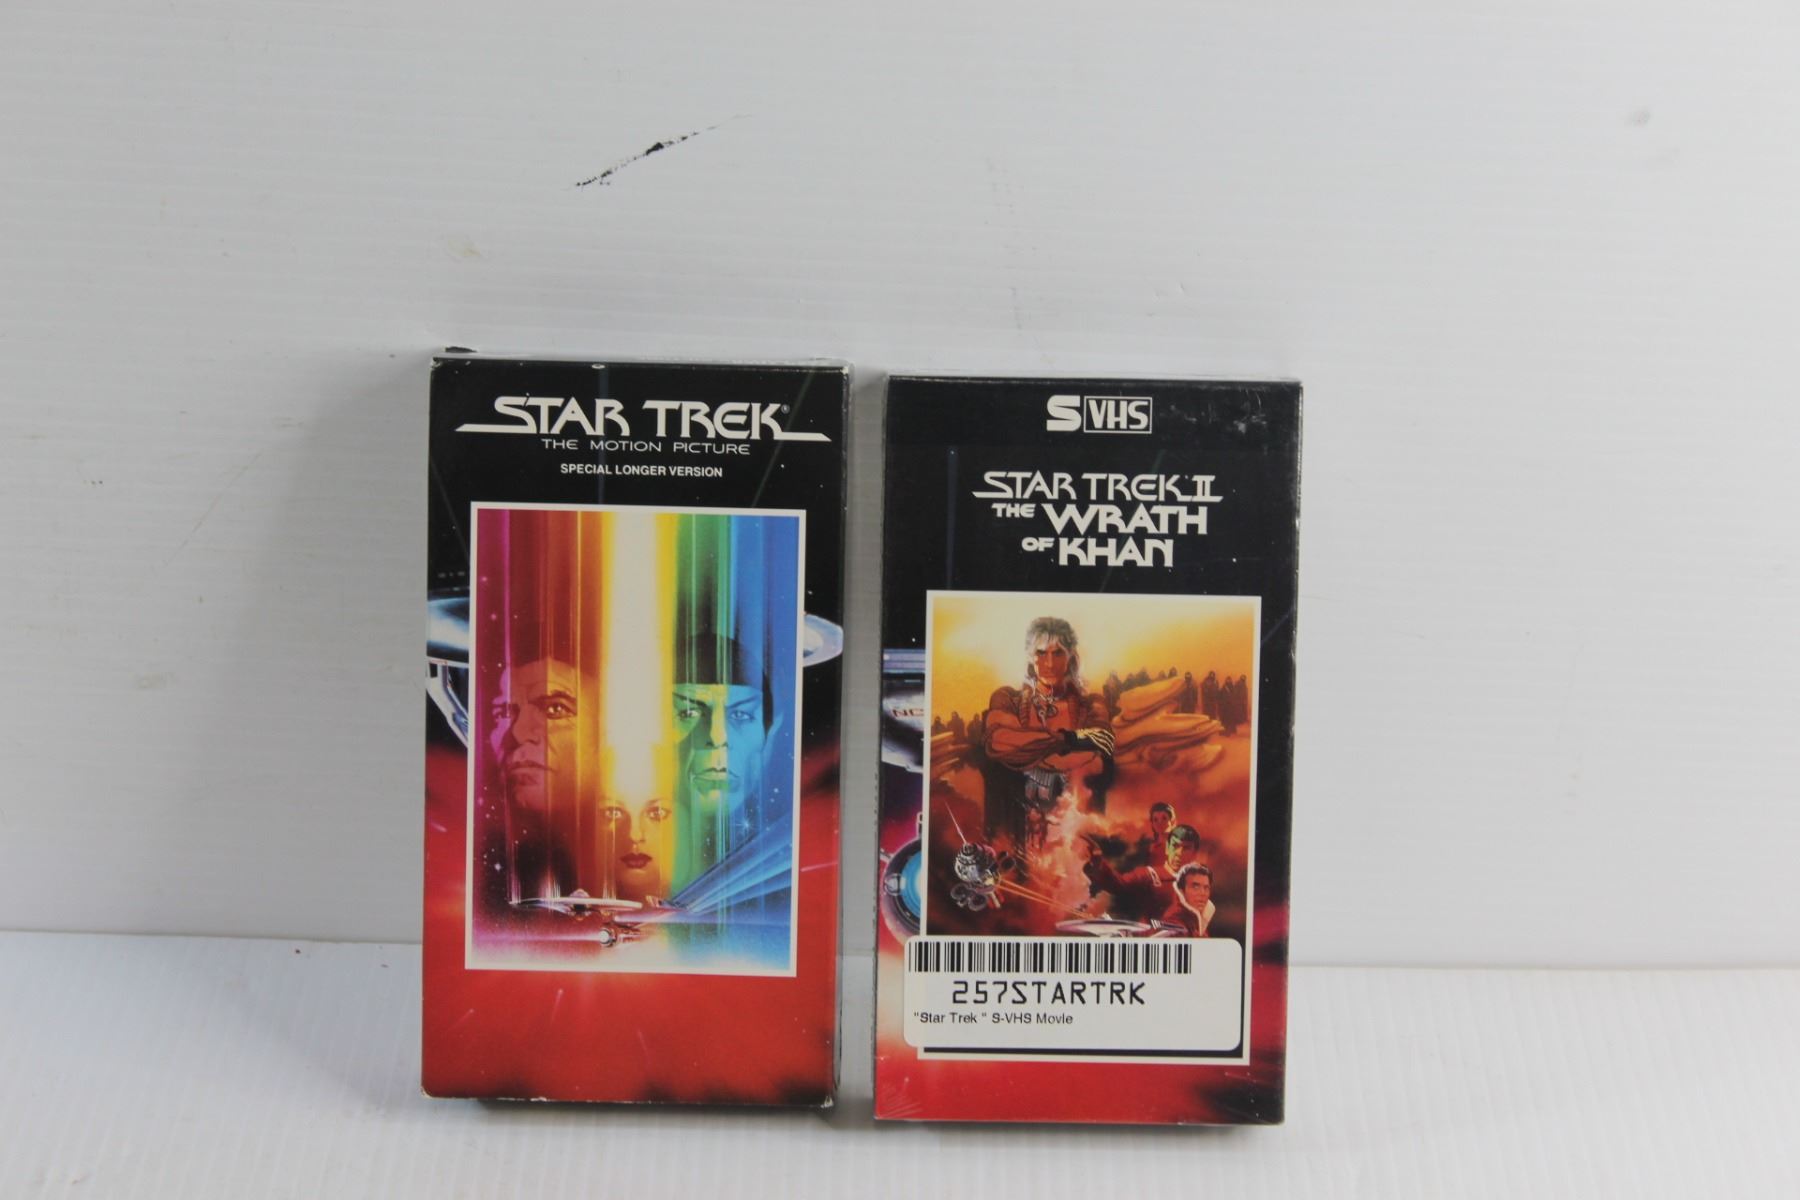 STAR TREK®
THE MOTION PICTURE
SPECIAL LONGER VERSION
S VHS
STAR TREK II
THE WRATH
OF KHAN
257STARTRK
"Star Trek " S-VHS Movie